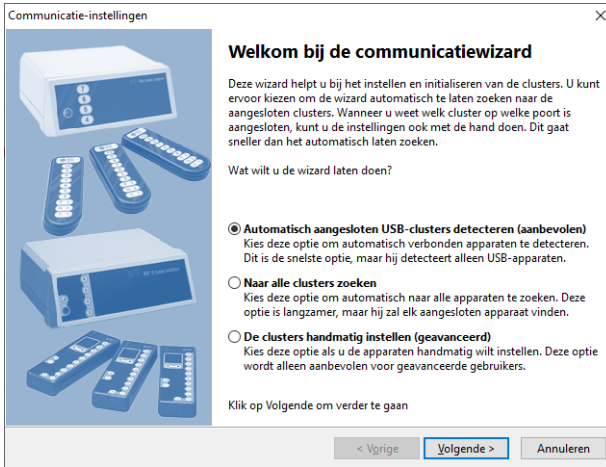 Communicatie-instellingen
Welkom bij de communicatiewizard
Deze wizard helpt u bij het instellen en initialiseren van de clusters. U kunt
ervoor kiezen om de wizard automatisch te laten zoeken naar de
aangesloten clusters. Wanneer u weet welk cluster op welke poort is
aangesloten, kunt u de instellingen ook met de hand doen. Dit gaat
sneller dan het automatisch laten zoeken.
Wat wilt u de wizard laten doen?
Automatisch aangesloten USB-clusters detecteren (aanbevolen)
Kies deze optie om automatisch verbonden apparaten te detecteren.
Dit is de snelste optie, maar hij detecteert alleen USB-apparaten.
Naar alle clusters zoeken
Kies deze optie om automatisch naar alle apparaten te zoeken. Deze
optie is langzamer, maar hij zal elk aangesloten apparaat vinden.
De clusters handmatig instellen (geavanceerd)
Kies deze optie als u de apparaten handmatig wilt instellen. Deze optie
wordt alleen aanbevolen voor geavanceerde gebruikers.
Klik op Volgende om verder te gaan
< Vorige
Volgende >
Annuleren